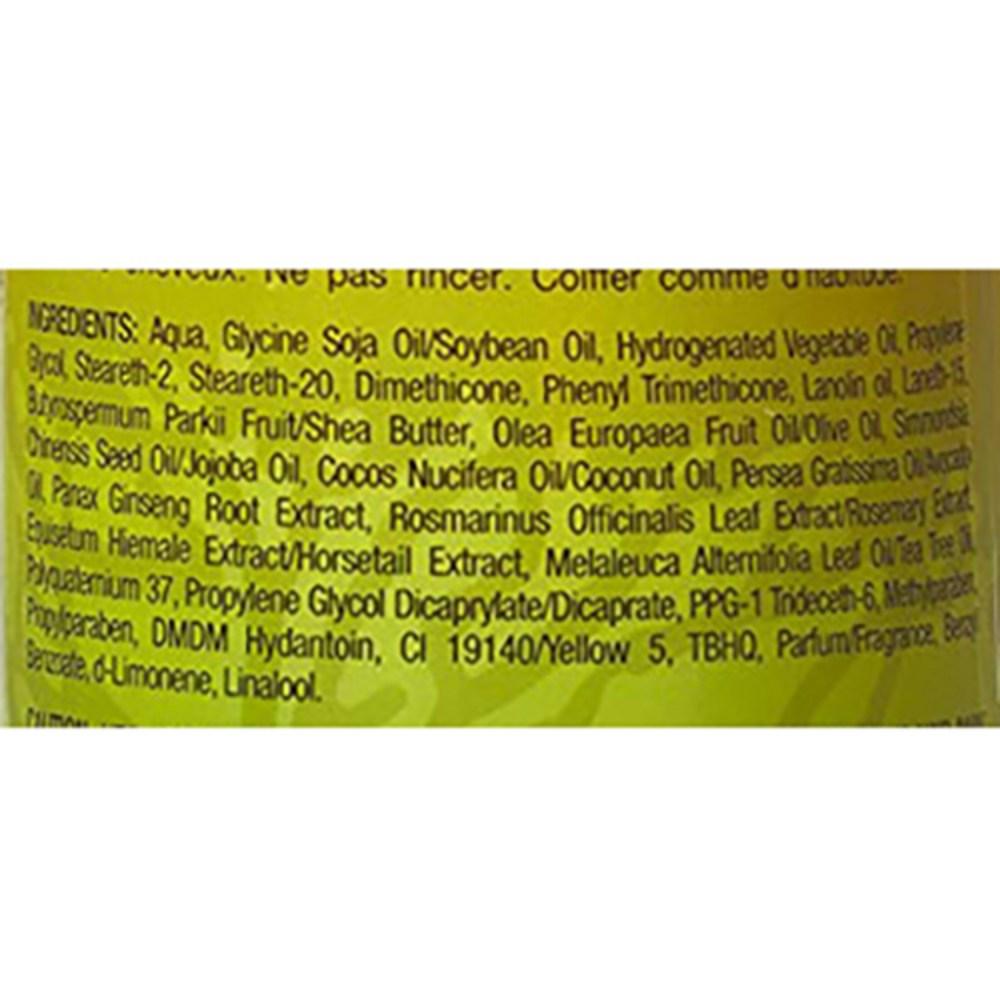 cheveux. Ne pas rincer. Coiffer comme d'habitude.
INGREDIENTS: Aqua, Glycine Soja Oil/Soybean Oil, Hydrogenated Vegetable Oil, Propylene
Glycol, Steareth-2, Steareth-20, Dimethicone, Phenyl Trimethicone, Lanolin oil, Laneth-15,
Butyrospermum Parkii Fruit/Shea Butter, Olea Europaea Fruit Oil/Olive Oil, Simmondsia
Chinensis Seed Oil/Jojoba Oil, Cocos Nucifera Oil/Coconut Oil, Persea Gratissima Oil/Avocado
Oil, Panax Ginseng Root Extract, Rosmarinus Officinalis Leaf Extract/Rosemary Extract,
Equisetum Hiemale Extract/Horsetail Extract, Melaleuca Alternifolia Leaf Oil/Tea Tree Oil,
Polyquaternium 37, Propylene Glycol Dicaprylate/Dicaprate, PPG-1 Trideceth-6, Methylparaben,
Propylparaben, DMDM Hydantoin, CI 19140/Yellow 5, TBHQ, Parfum/Fragrance, Benzyl
Benzoate, d-Limonene, Linalool.